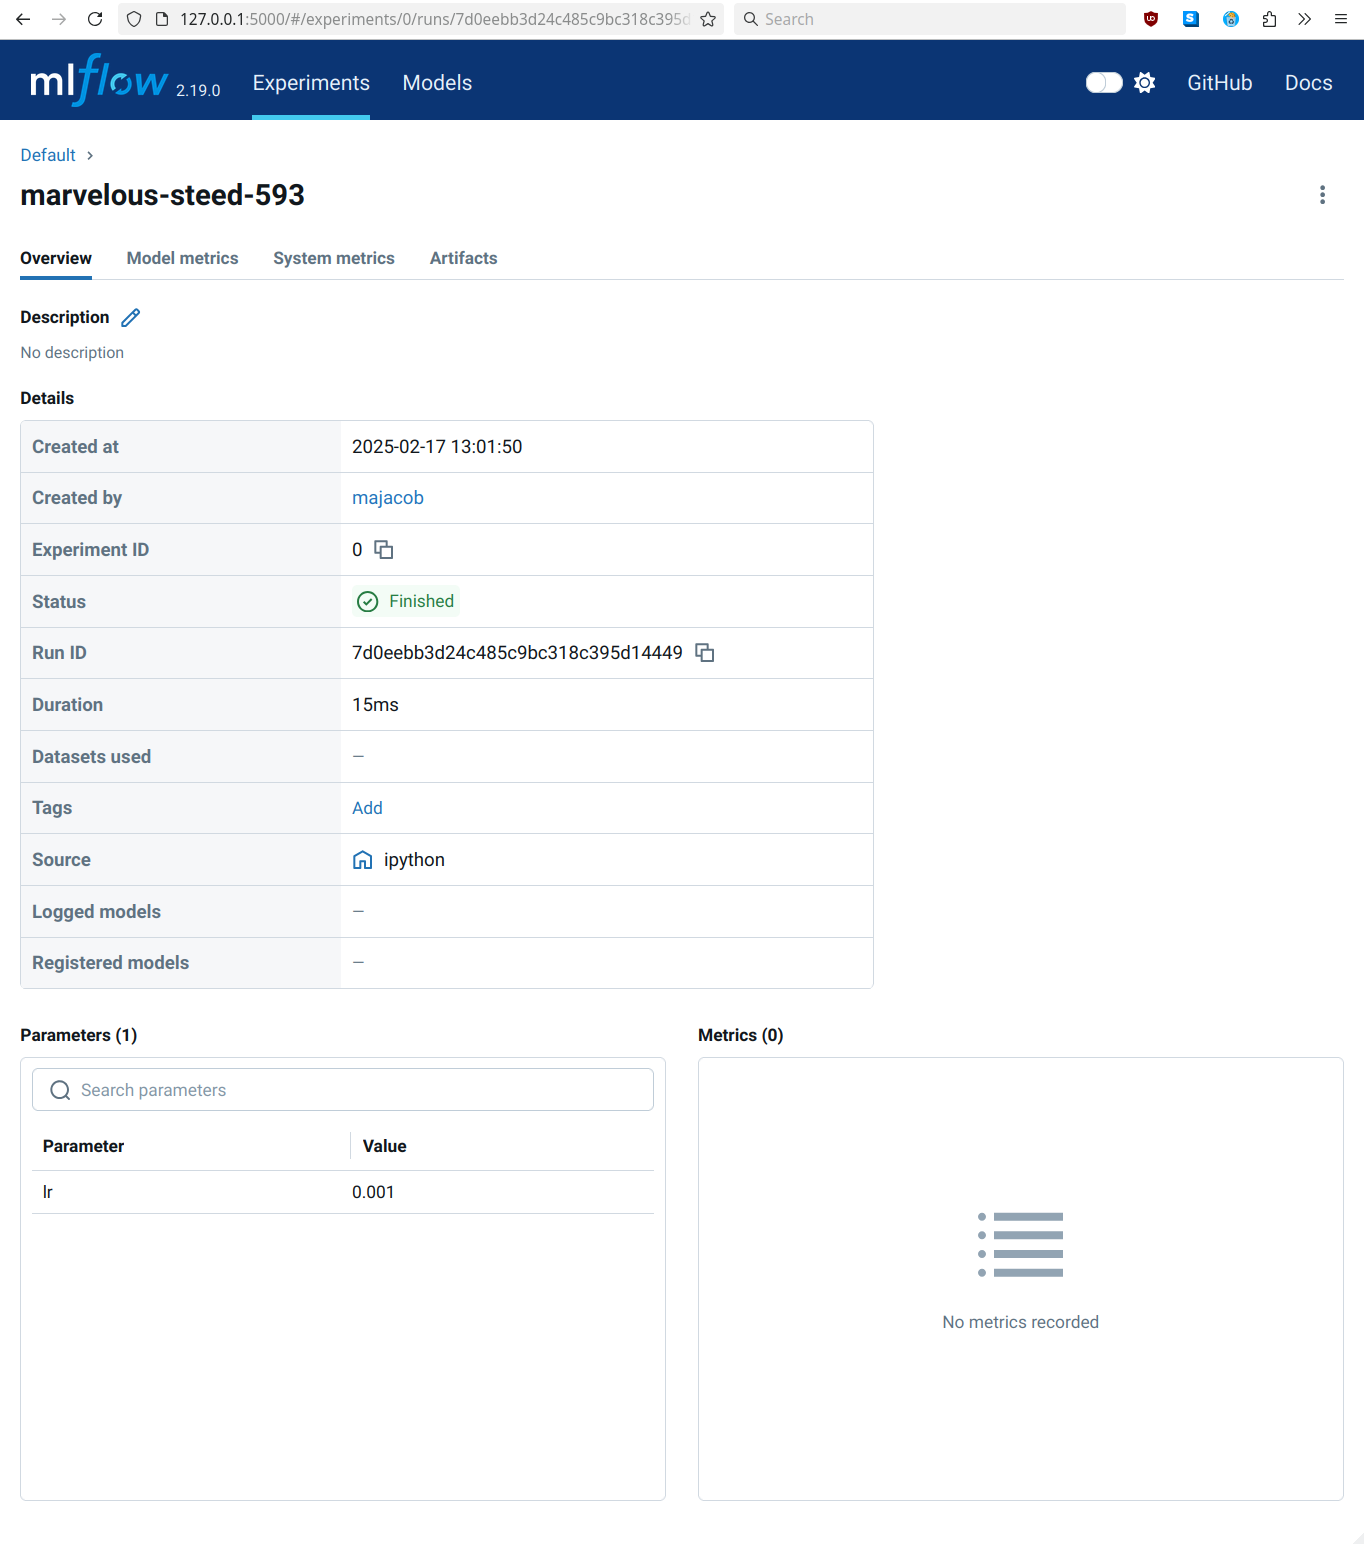 127.0.0.1:5000/#/experiments/0/runs/7d0eebb3d24c485c9bc318c395d
Search
mlflow 2.19.0 Experiments Models GitHub Docs
Default
marvelous-steed-593
Overview Model metrics System metrics Artifacts
Description
No description
Details
Created at 2025-02-17 13:01:50
Created by majacob
Experiment ID 0
Status Finished
Run ID 7d0eebb3d24c485c9bc318c395d14449
Duration 15ms
Datasets used –
Tags Add
Source ipython
Logged models –
Registered models –
Parameters (1)
Search parameters
Parameter Value
lr 0.001
Metrics (0)
No metrics recorded